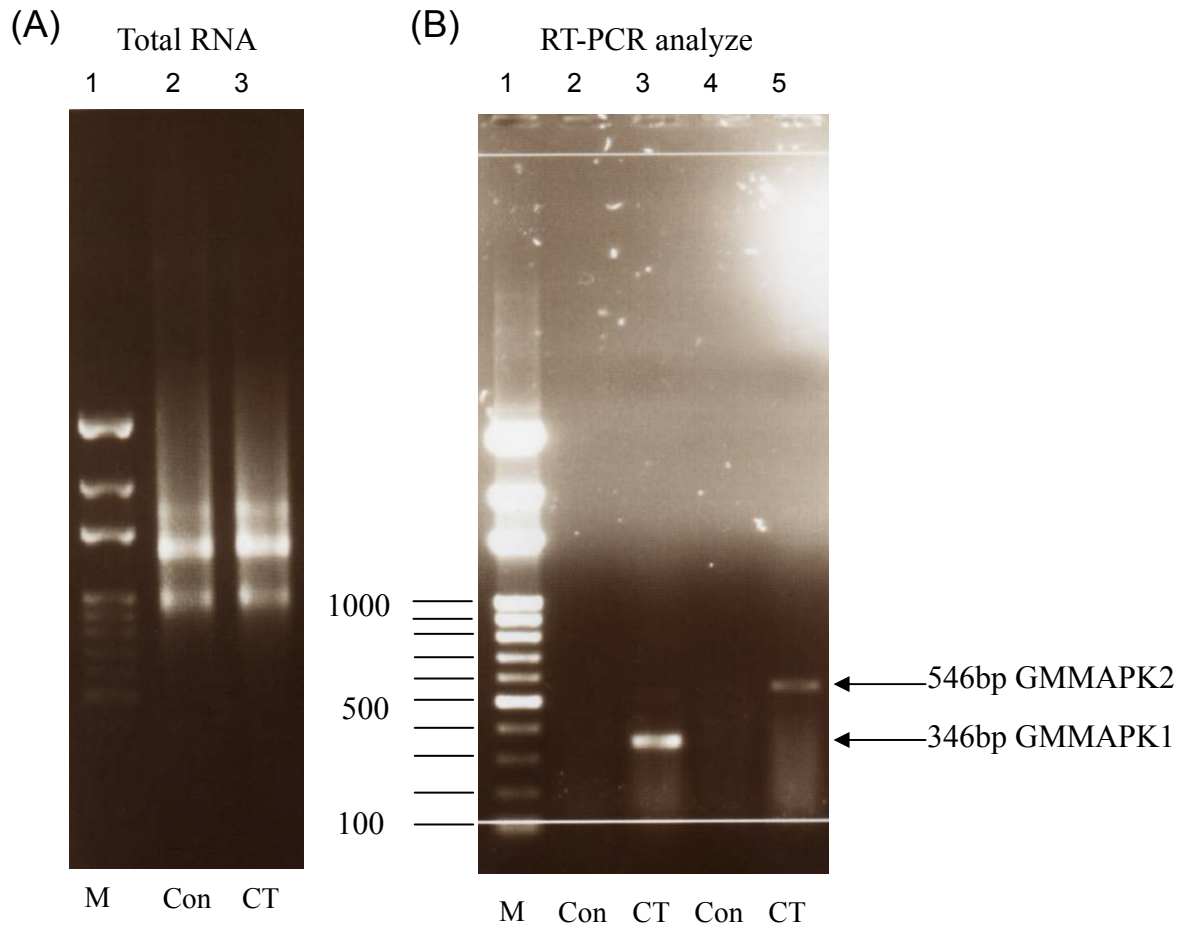 (A)
Total RNA
1 2 3
M Con CT
(B)
RT-PCR analyze
1 2 3 4 5
1000
500
100
546bp GMMAPK2
346bp GMMAPK1
M Con CT Con CT